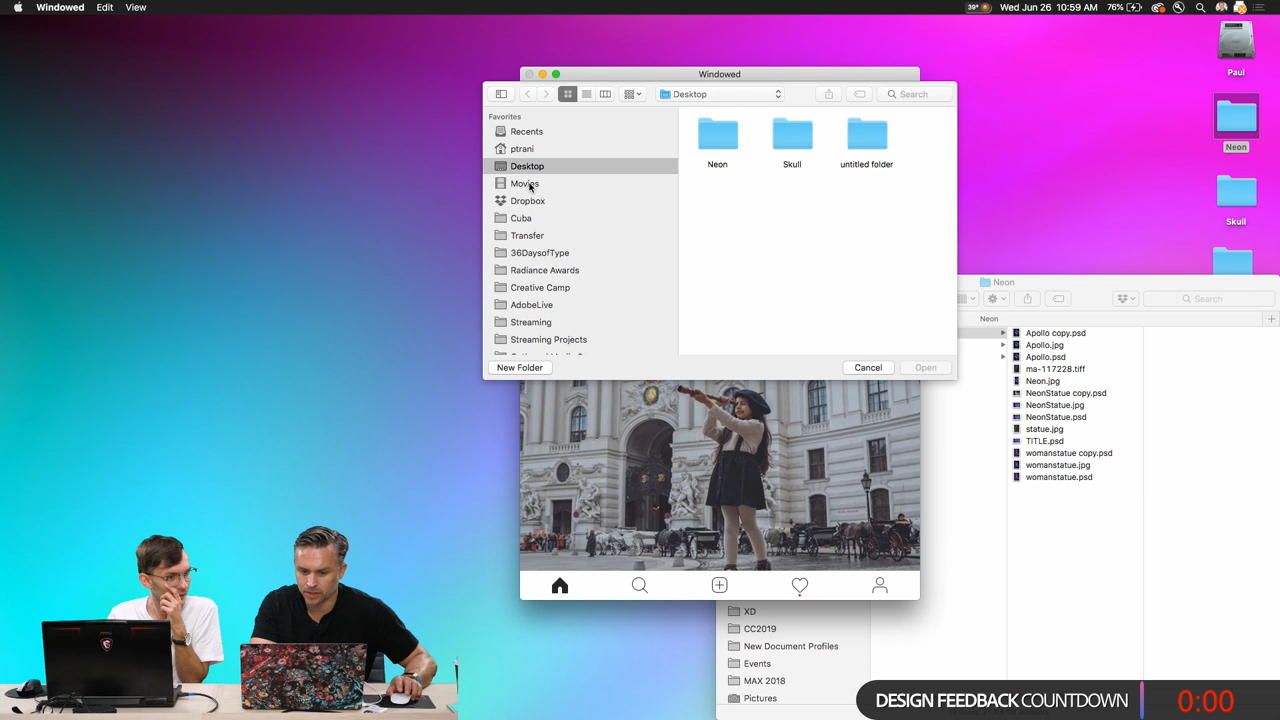 Windowed Edit View
39° Wed Jun 26 10:59 AM 76%
Paul
Neon
Skull
Windowed
Desktop
Search
Favorites
Recents
ptrani
Desktop
Movies
Dropbox
Cuba
Transfer
36DaysofType
Radiance Awards
Creative Camp
AdobeLive
Streaming
Streaming Projects
Neon Skull untitled folder
New Folder
Cancel Open
Neon
Search
Neon
Apollo copy.psd
Apollo.jpg
Apollo.psd
ma-117228.tiff
Neon.jpg
NeonStatue copy.psd
NeonStatue.jpg
NeonStatue.psd
statue.jpg
TITLE.psd
womanstatue copy.psd
womanstatue.jpg
womanstatue.psd
XD
CC2019
New Document Profiles
Events
MAX 2018
Pictures
DESIGN FEEDBACK COUNTDOWN 0:00